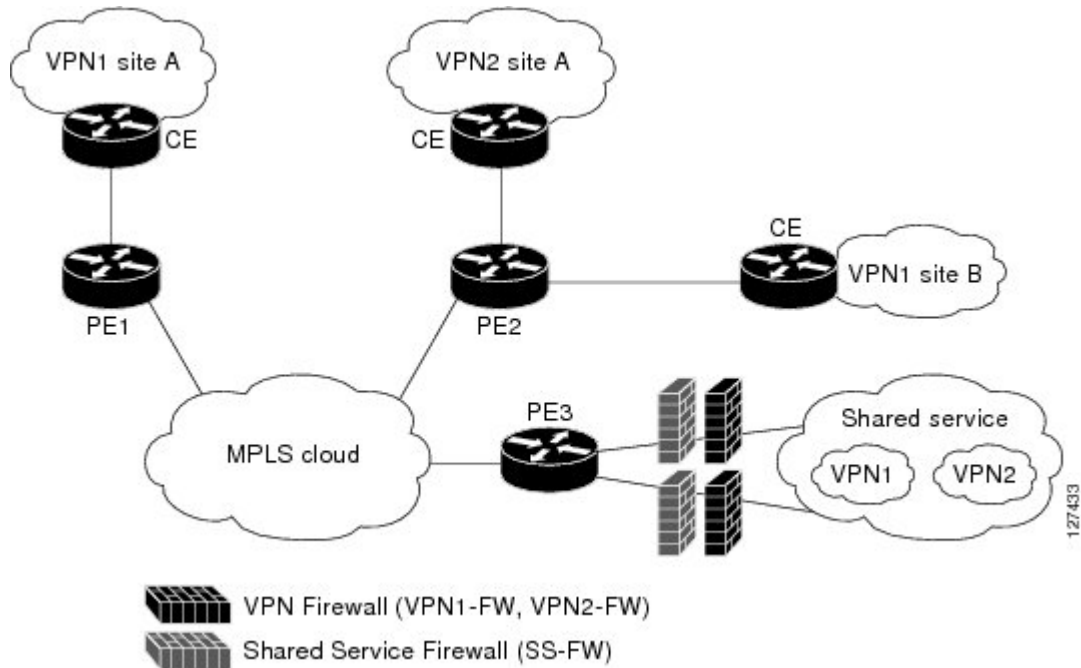 VPN1 site A
VPN2 site A
CE
CE
CE
VPN1 site B
PE1
PE2
PE3
Shared service
MPLS cloud
VPN1
VPN2
127433
VPN Firewall (VPN1-FW, VPN2-FW)
Shared Service Firewall (SS-FW)